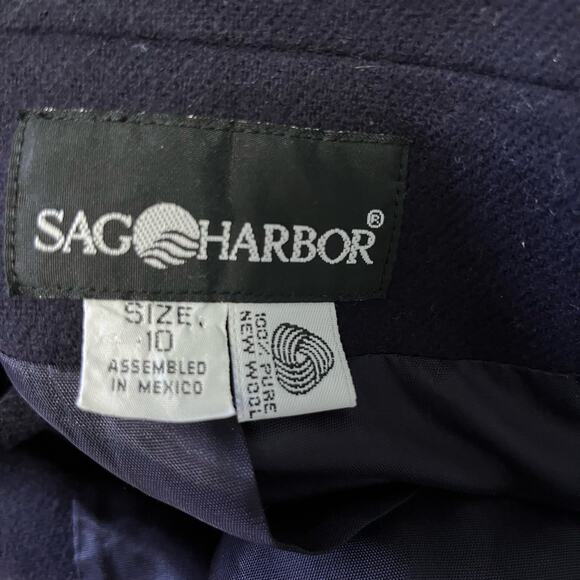 SAG HARBOR®
SIZE.
10
ASSEMBLED
IN MEXICO
100% PURE
NEW WOOL